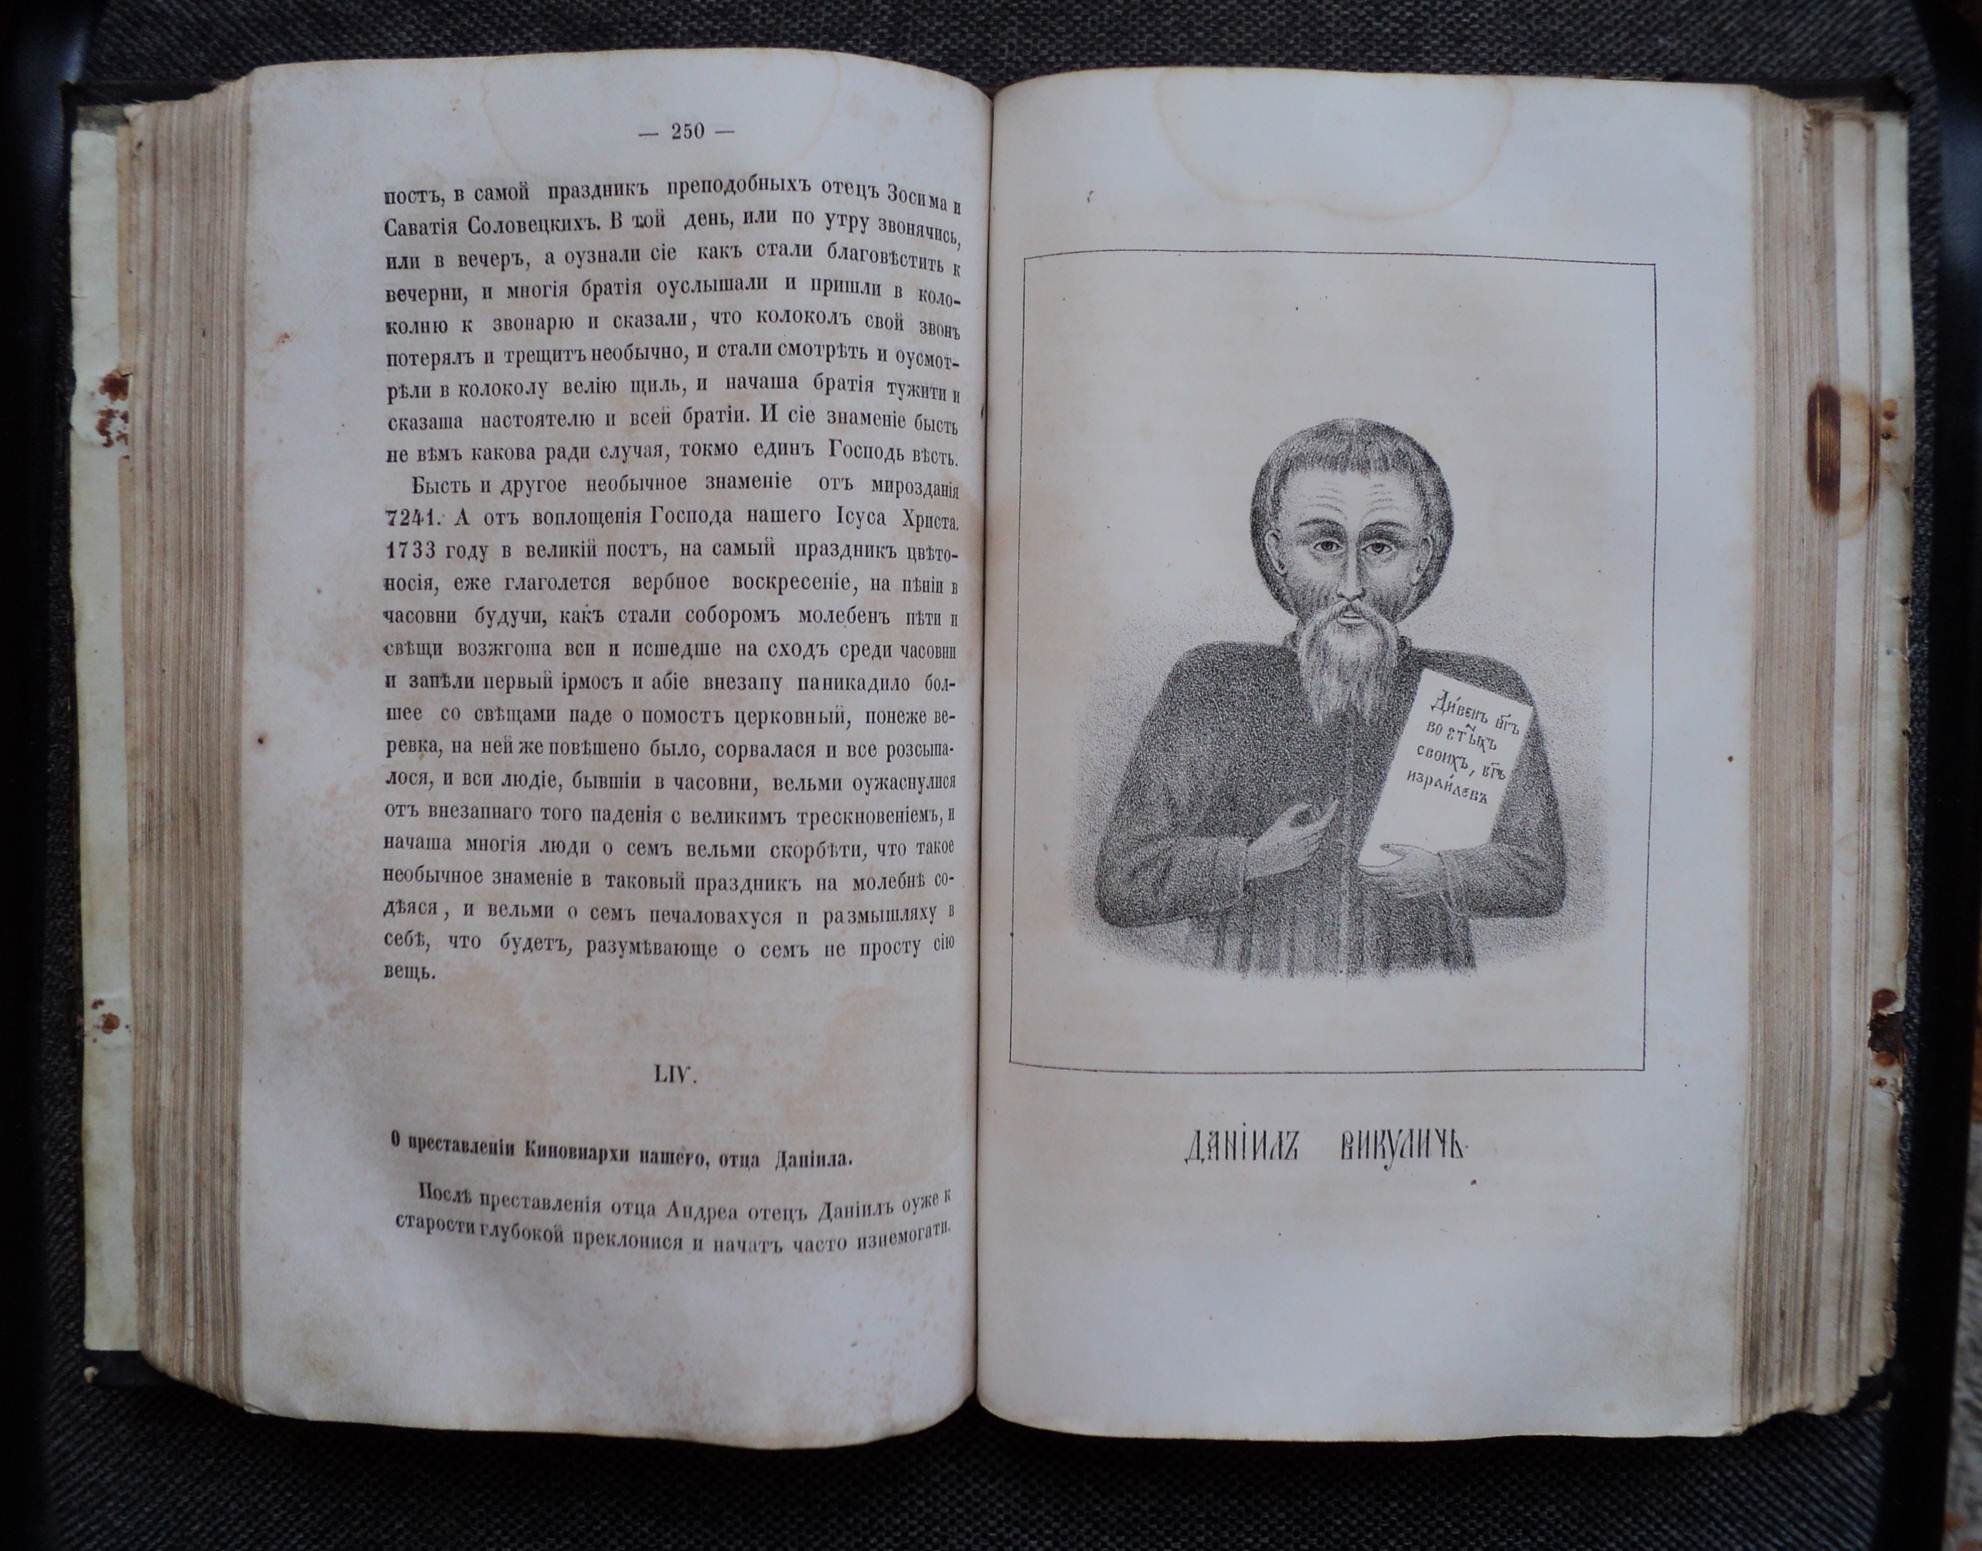 — 250 —
постъ, в самой праздникъ преподобныхъ отецъ Зосима и
Саватія Соловецкихъ. В той день, или по утру звонячись,
или в вечеръ, а оузнали сіе какъ стали благовѣстить к
вечерни, и многія братія оуслышали и пришли в коло-
колню к звонарю и сказали, что колоколъ свой звонъ
потерялъ и трещитъ необычно, и стали смотрѣть и оусмот-
рѣли в колоколу велію щиль, и начаша братія тужити и
сказаша настоятелю и всей братіи. И сіе знаменіе бысть
не вѣмъ какова ради случая, токмо единъ Господь вѣсть.
Бысть и другое необычное знаменіе отъ мирозданія
7241. А отъ воплощенія Господа нашего Ісуса Христа.
1733 году в великій постъ, на самый праздникъ цвѣто-
носія, еже глаголется вербное воскресеніе, на пѣніи в
часовни будучи, какъ стали соборомъ молебенъ пѣти и
свѣщи возжгоша вси и исшедше на сходъ среди часовни
и запѣли первый ірмосъ и абіе внезапу паникадило бол-
шее со свѣщами паде о помостъ церковный, понеже ве-
ревка, на ней же повѣшено было, сорвалася и все розсыпа-
лося, и вси людіе, бывшіи в часовни, вельми оужаснулися
отъ внезапнаго того паденія с великимъ трескновеніемъ, и
начаша многія люди о семъ вельми скорбѣти, что такое
необычное знаменіе в таковый праздникъ на молебнѣ со-
дѣяся, и вельми о семъ печаловахуся и размышляху в
себѣ, что будетъ, разумѣвающе о семъ не просту сію
вещь.
LIV.
О преставленіи Киновиархи нашего, отца Даніила.
Послѣ преставленія отца Андреа отецъ Даніилъ оуже к
старости глубокой преклонися и начатъ часто изнемогати.
Ди́венъ бг҃ъ
во ст҃ы́хъ
своихъ, бг҃ъ
изра́илевъ
Даніилъ Викуличь.